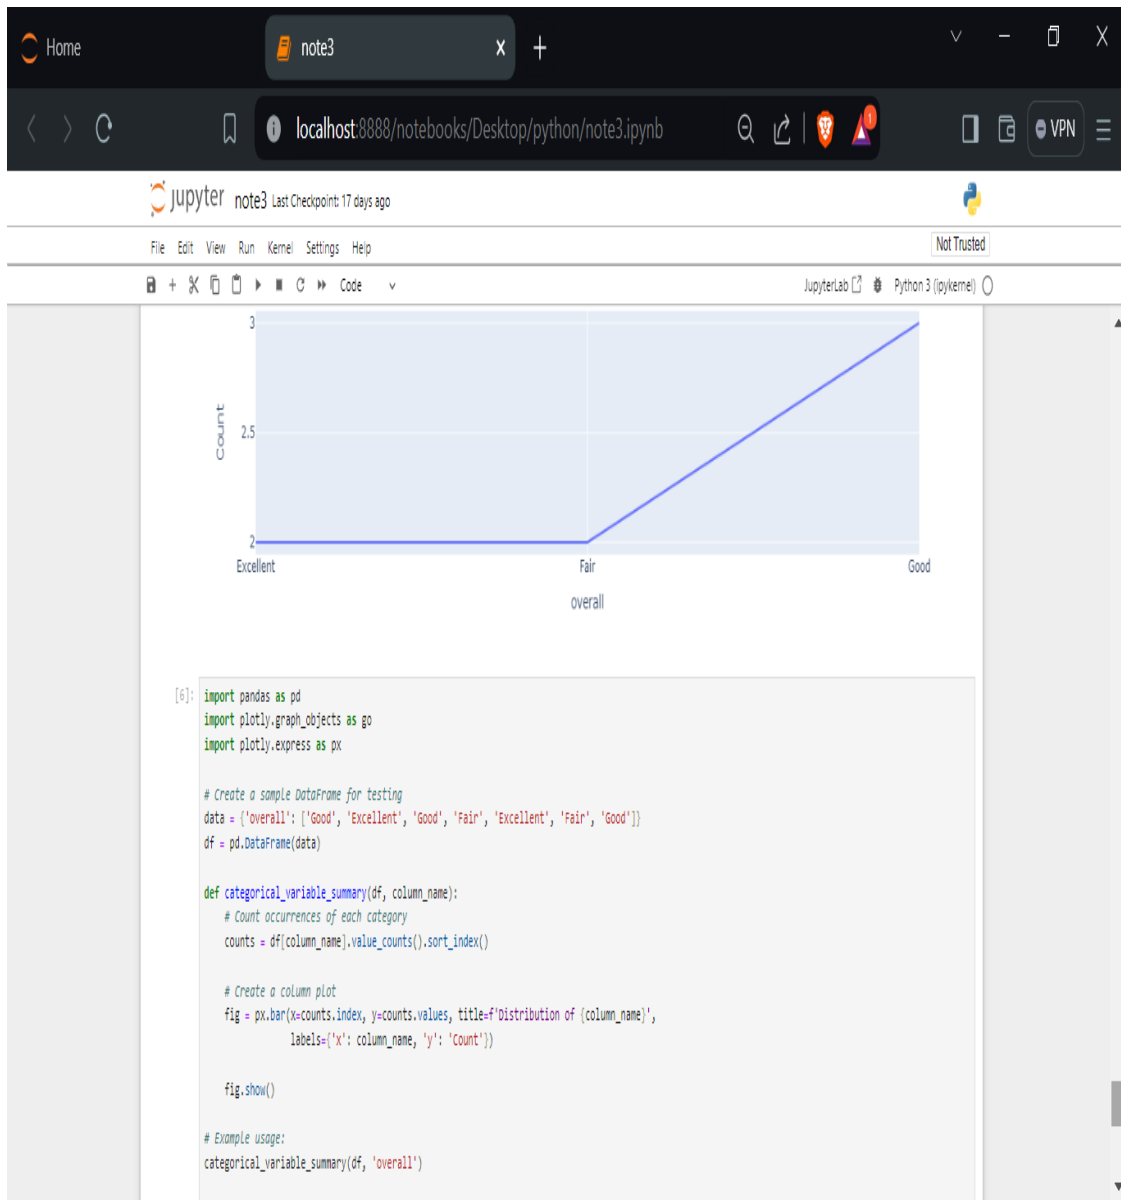 Home
note3
localhost:8888/notebooks/Desktop/python/note3.ipynb
1
VPN
jupyter note3 Last Checkpoint: 17 days ago
File Edit View Run Kernel Settings Help
Not Trusted
Code
JupyterLab
Python 3 (ipykernel)
3
2.5
2
Count
Excellent Fair Good
overall
[6]:
import pandas as pd
import plotly.graph_objects as go
import plotly.express as px
# Create a sample DataFrame for testing
data = {'overall': ['Good', 'Excellent', 'Good', 'Fair', 'Excellent', 'Fair', 'Good']}
df = pd.DataFrame(data)
def categorical_variable_summary(df, column_name):
# Count occurrences of each category
counts = df[column_name].value_counts().sort_index()
# Create a column plot
fig = px.bar(x=counts.index, y=counts.values, title=f'Distribution of {column_name}',
labels={'x': column_name, 'y': 'Count'})
fig.show()
# Example usage:
categorical_variable_summary(df, 'overall')